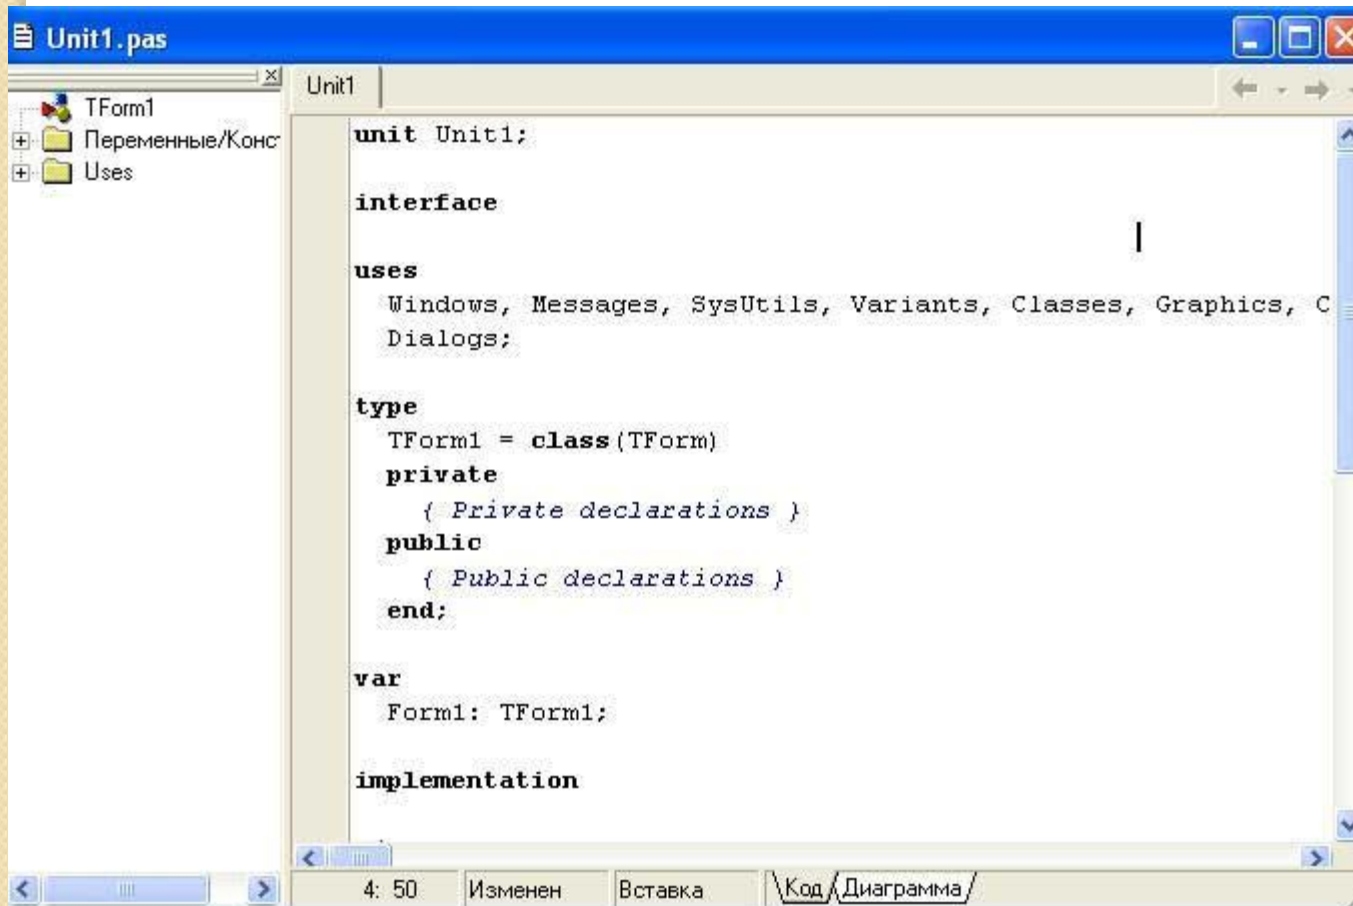 Unit1.pas
TForm1
Переменные/Конс
Uses
Unit1
unit Unit1;
interface
uses
Windows, Messages, SysUtils, Variants, Classes, Graphics, C
Dialogs;
type
TForm1 = class(TForm)
private
{ Private declarations }
public
{ Public declarations }
end;
var
Form1: TForm1;
implementation
4: 50 Изменен Вставка Код Диаграмма